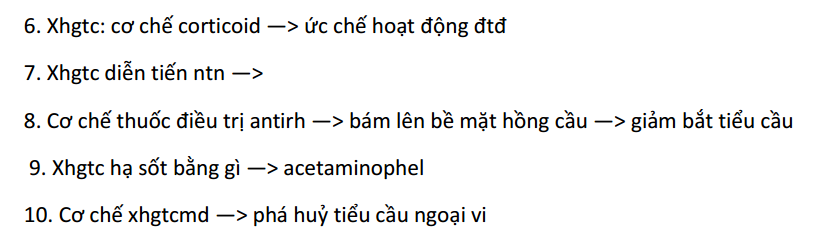 6. Xhgtc: cơ chế corticoid —> ức chế hoạt động đtđ
7. Xhgtc diễn tiến ntn —>
8. Cơ chế thuốc điều trị antirh —> bám lên bề mặt hồng cầu —> giảm bắt tiểu cầu
9. Xhgtc hạ sốt bằng gì —> acetaminophel
10. Cơ chế xhgtcmd —> phá huỷ tiểu cầu ngoại vi